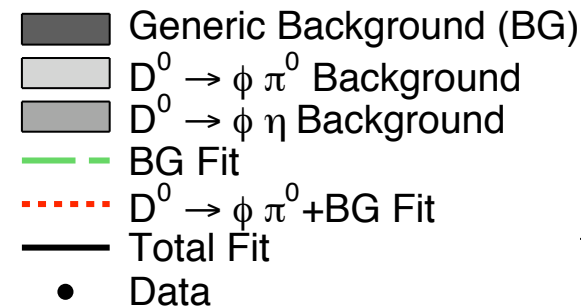 Generic Background (BG)
D⁰ → ϕ π⁰ Background
D⁰ → ϕ η Background
BG Fit
D⁰ → ϕ π⁰+BG Fit
Total Fit
Data